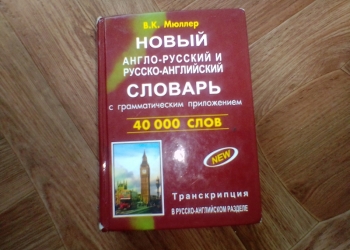 В.К. Мюллер
НОВЫЙ
АНГЛО-РУССКИЙ И
РУССКО-АНГЛИЙСКИЙ
СЛОВАРЬ
с грамматическим приложением
40 000 СЛОВ
NEW
Транскрипция
В РУССКО-АНГЛИЙСКОМ РАЗДЕЛЕ